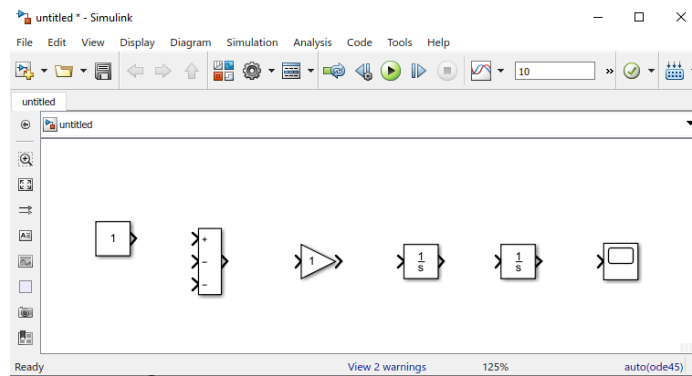 untitled * - Simulink
File Edit View Display Diagram Simulation Analysis Code Tools Help
10 »
untitled
untitled
1
+
−
−
1
1
s
1
s
Ready View 2 warnings 125% auto(ode45)